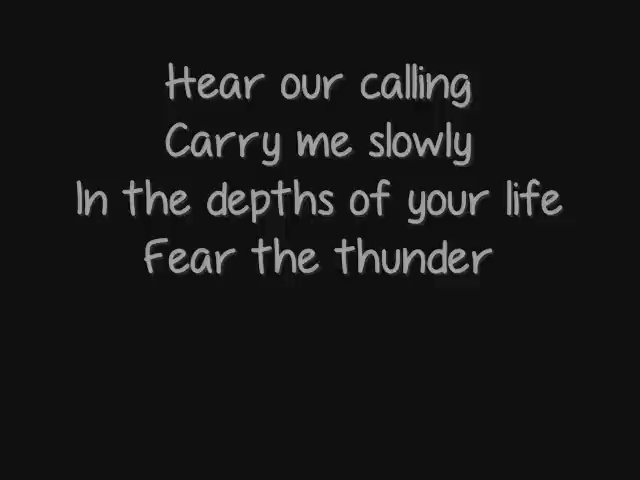 Hear our calling
Carry me slowly
In the depths of your life
Fear the thunder